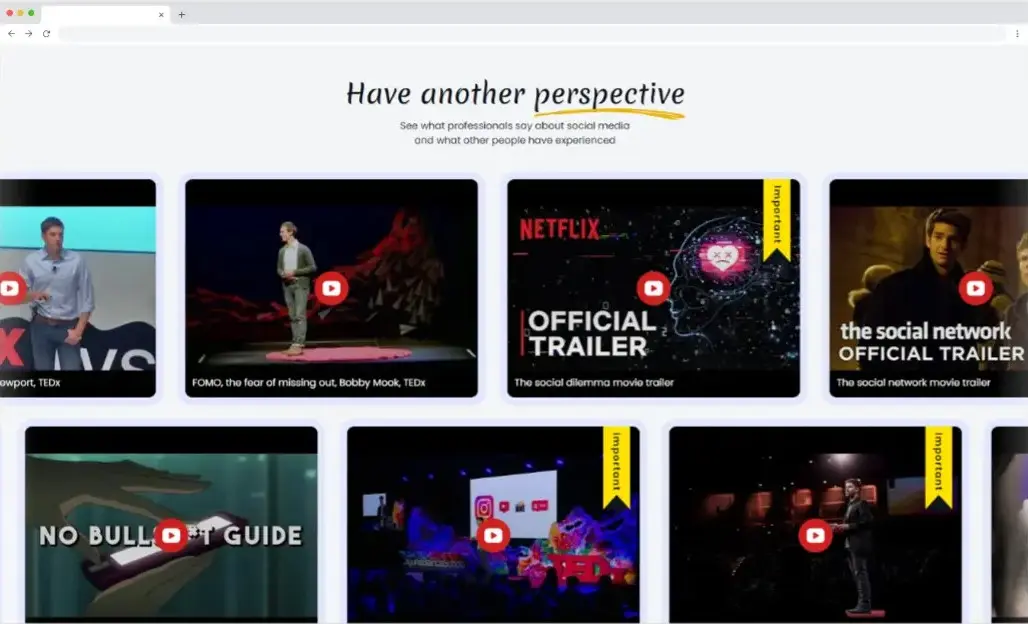 Have another perspective
See what professionals say about social media
and what other people have experienced
X
ewport, TEDx
FOMO, the fear of missing out, Bobby Mook, TEDx
Important
NETFLIX
OFFICIAL
TRAILER
The social dilemma movie trailer
the social network
OFFICIAL TRAILER
The social network movie trailer
NO BULL GUIDE
important
TED
important